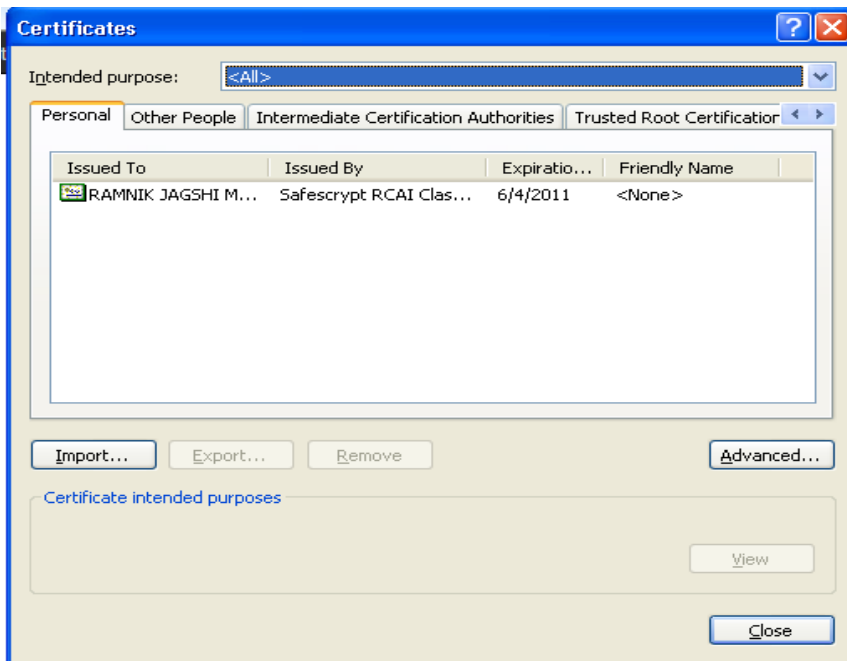 Certificates
Intended purpose: <All>
Personal Other People Intermediate Certification Authorities Trusted Root Certification
Issued To Issued By Expiratio... Friendly Name
RAMNIK JAGSHI M... Safescrypt RCAI Clas... 6/4/2011 <None>
Import... Export... Remove Advanced...
Certificate intended purposes
View
Close